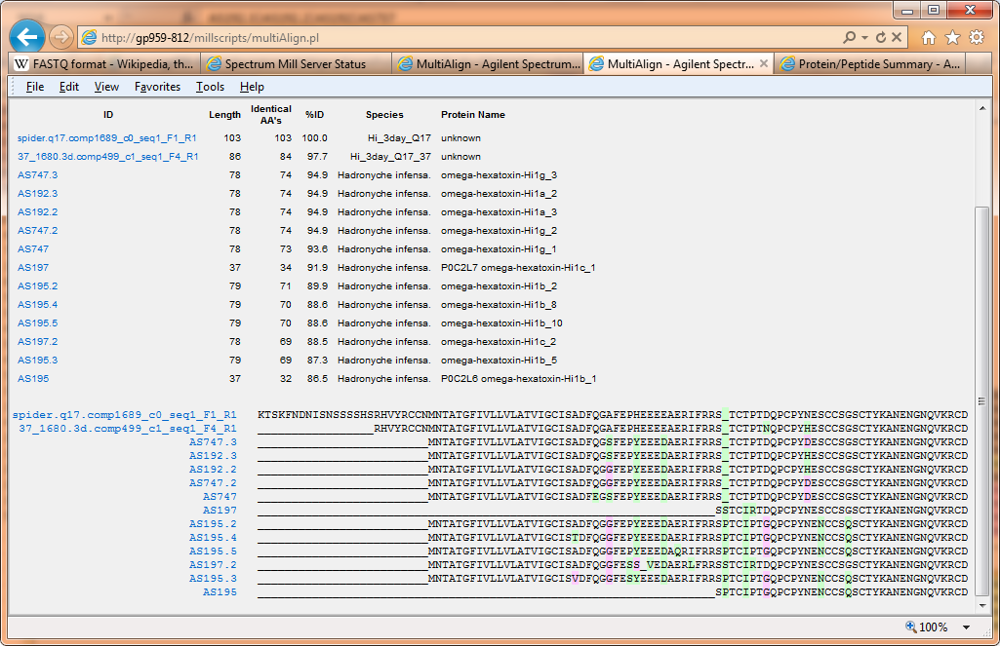 http://gp959-812/millscripts/multiAlign.pl
FASTQ format - Wikipedia, th... Spectrum Mill Server Status MultiAlign - Agilent Spectrum... MultiAlign - Agilent Spectr... Protein/Peptide Summary - A...
File Edit View Favorites Tools Help
ID Length Identical AA's %ID Species Protein Name
spider.q17.comp1689_c0_seq1_F1_R1 103 103 100.0 Hi_3day_Q17 unknown
37_1680.3d.comp499_c1_seq1_F4_R1 86 84 97.7 Hi_3day_Q17_37 unknown
AS747.3 78 74 94.9 Hadronyche infensa. omega-hexatoxin-Hi1g_3
AS192.3 78 74 94.9 Hadronyche infensa. omega-hexatoxin-Hi1a_2
AS192.2 78 74 94.9 Hadronyche infensa. omega-hexatoxin-Hi1a_3
AS747.2 78 74 94.9 Hadronyche infensa. omega-hexatoxin-Hi1g_2
AS747 78 73 93.6 Hadronyche infensa. omega-hexatoxin-Hi1g_1
AS197 37 34 91.9 Hadronyche infensa. P0C2L7 omega-hexatoxin-Hi1c_1
AS195.2 79 71 89.9 Hadronyche infensa. omega-hexatoxin-Hi1b_2
AS195.4 79 70 88.6 Hadronyche infensa. omega-hexatoxin-Hi1b_8
AS195.5 79 70 88.6 Hadronyche infensa. omega-hexatoxin-Hi1b_10
AS197.2 78 69 88.5 Hadronyche infensa. omega-hexatoxin-Hi1c_2
AS195.3 79 69 87.3 Hadronyche infensa. omega-hexatoxin-Hi1b_5
AS195 37 32 86.5 Hadronyche infensa. P0C2L6 omega-hexatoxin-Hi1b_1
spider.q17.comp1689_c0_seq1_F1_R1 KTSKFNDNISNSSSSHSRHVYRCCNMNTATGFIVLLVLATVIGCISADFQGAFEPHEEEEAERIFRRS_TCTPTDQPCPYNESCCSGSCTYKANENGNQVKRCD
37_1680.3d.comp499_c1_seq1_F4_R1 _________________RHVYRCCNMNTATGFIVLLVLATVIGCISADFQGAFEPHEEEEAERIFRRS_TCTPTNQPCPYHESCCSGSCTYKANENGNQVKRCD
AS747.3 _________________________MNTATGFIVLLVLATVIGCISADFQGSFEPYEEEDAERIFRRS_TCTPTDQPCPYDESCCSGSCTYKANENGNQVKRCD
AS192.3 _________________________MNTATGFIVLLVLATVIGCISADFQGSFEPYEEEDAERIFRRS_TCTPTDQPCPYHESCCSGSCTYKANENGNQVKRCD
AS192.2 _________________________MNTATGFIVLLVLATVIGCISADFQGGFEPYEEEDAERIFRRS_TCTPTDQPCPYHESCCSGSCTYKANENGNQVKRCD
AS747.2 _________________________MNTATGFIVLLVLATVIGCISADFQGGFEPYEEEDAERIFRRS_TCTPTDQPCPYDESCCSGSCTYKANENGNQVKRCD
AS747 _________________________MNTATGFIVLLVLATVIGCISADFEGSFEPYEEEDAERIFRRS_TCTPTDQPCPYDESCCSGSCTYKANENGNQVKRCD
AS197 ___________________________________________________________________SSTCIRTDQPCPYNESCCSGSCTYKANENGNQVKRCD
AS195.2 _________________________MNTATGFIVLLVLATVIGCISADFQGGFEPYEEEDAERIFRRSPTCIPTGQPCPYNENCCSQSCTYKANENGNQVKRCD
AS195.4 _________________________MNTATGFIVLLVLATVIGCISTDFQGGFEPYEEEDAERIFRRSPTCIPTGQPCPYNENCCSQSCTYKANENGNQVKRCD
AS195.5 _________________________MNTATGFIVLLVLATVIGCISADFQGGFEPYEEEDAQRIFRRSPTCIPTGQPCPYNENCCSQSCTYKANENGNQVKRCD
AS197.2 _________________________MNTATGFIVLLVLATVIGCISADFQGGFESS_VEDAERLFRRSSTCIRTDQPCPYNESCCSGSCTYKANENGNQVKRCD
AS195.3 _________________________MNTATGFIVLLVLATVIGCISVDFQGGFESYEEEDAERIFRRSPTCIPTGQPCPYNENCCSQSCTYKANENGNQVKRCD
AS195 ___________________________________________________________________SPTCIPTGQPCPYNENCCSQSCTYKANENGNQVKRCD
100%